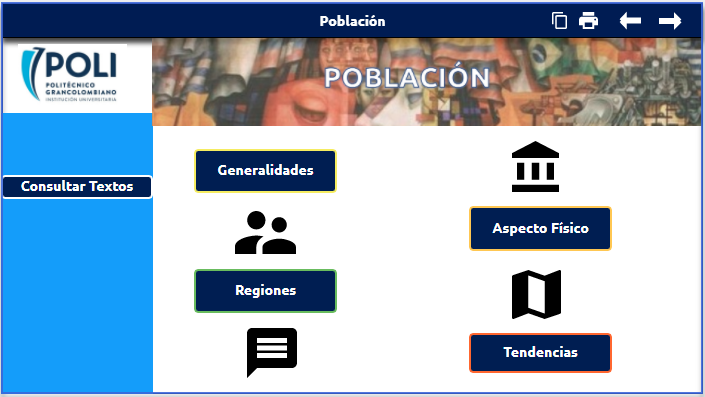 Población
POLI
POLITÉCNICO
GRANCOLOMBIANO
INSTITUCIÓN UNIVERSITARIA
POBLACIÓN
Consultar Textos
Generalidades
Aspecto Físico
Regiones
Tendencias